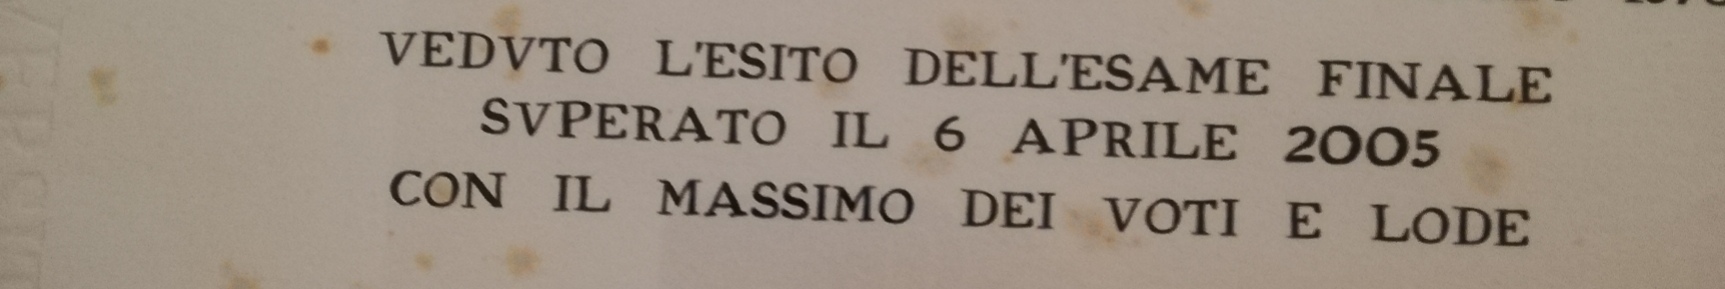 VEDVTO L'ESITO DELL'ESAME FINALE
SVPERATO IL 6 APRILE 2005
CON IL MASSIMO DEI VOTI E LODE